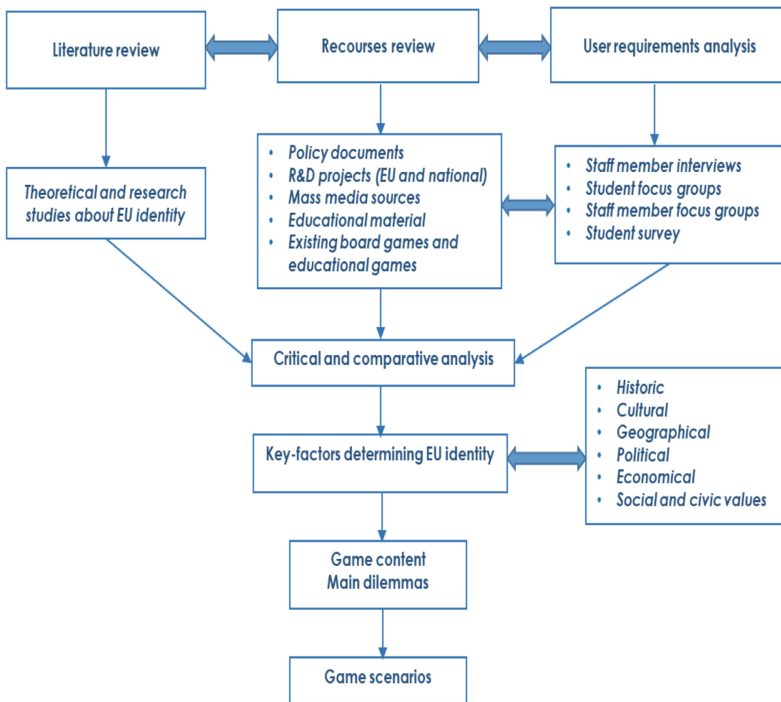 Literature review
Recourses review
User requirements analysis
Theoretical and research
studies about EU identity
• Policy documents
• R&D projects (EU and national)
• Mass media sources
• Educational material
• Existing board games and
educational games
• Staff member interviews
• Student focus groups
• Staff member focus groups
• Student survey
Critical and comparative analysis
Key-factors determining EU identity
• Historic
• Cultural
• Geographical
• Political
• Economical
• Social and civic values
Game content
Main dilemmas
Game scenarios